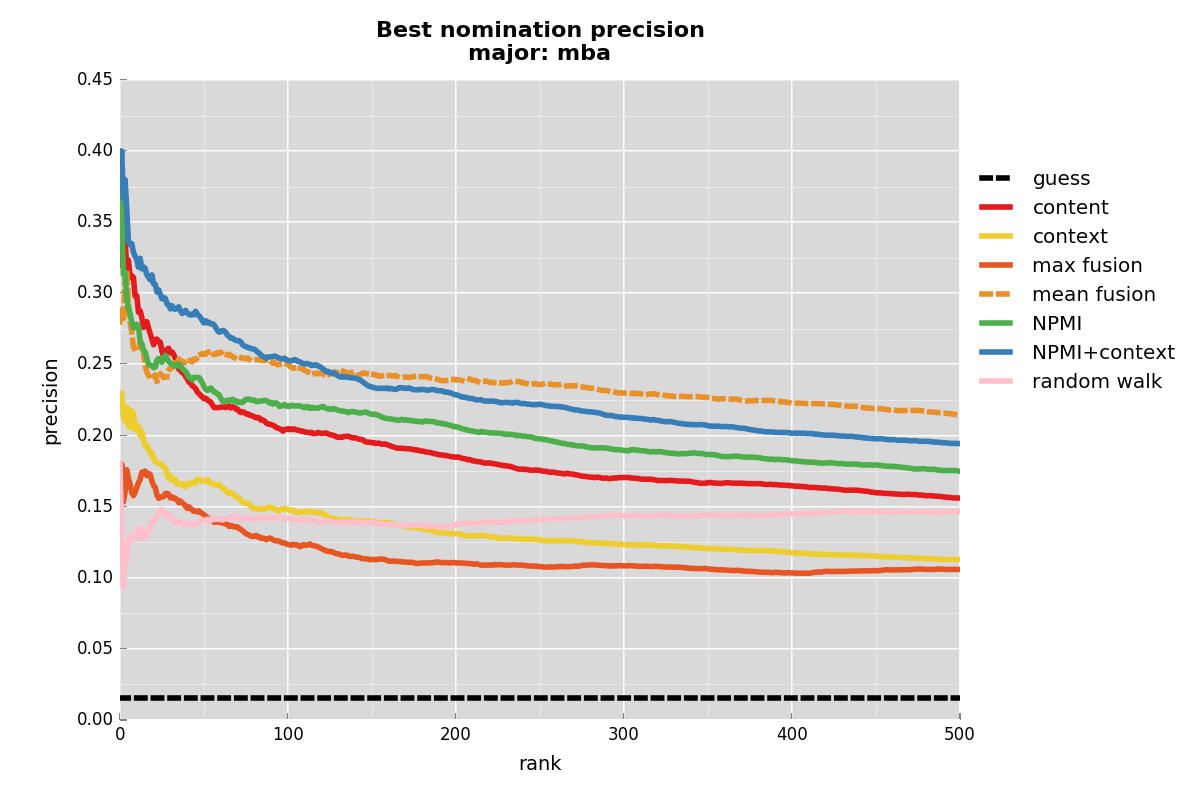 Best nomination precision
major: mba
0.45
0.40
0.35
0.30
0.25
0.20
0.15
0.10
0.05
0.00
precision
0 100 200 300 400 500
rank
guess
content
context
max fusion
mean fusion
NPMI
NPMI+context
random walk